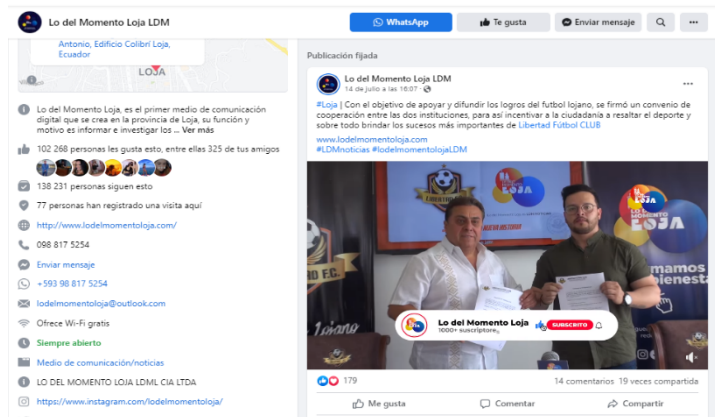 Lo del Momento Loja LDM
WhatsApp
Te gusta
Enviar mensaje
Antonio, Edificio Colibrí Loja,
Ecuador
LOJA
Lo del Momento Loja, es el primer medio de comunicación
digital que se crea en la provincia de Loja, su función y
motivo es informar e investigar los ... Ver más
102 268 personas les gusta esto, entre ellas 325 de tus amigos
138 231 personas siguen esto
77 personas han registrado una visita aquí
http://www.lodelmomentoloja.com/
098 817 5254
Enviar mensaje
+593 98 817 5254
lodelmomentoloja@outlook.com
Ofrece Wi-Fi gratis
Siempre abierto
Medio de comunicación/noticias
LO DEL MOMENTO LOJA LDML CIA LTDA
https://www.instagram.com/lodelmomentoloja/
Publicación fijada
Lo del Momento Loja LDM
14 de julio a las 16:07 ·
#Loja | Con el objetivo de apoyar y difundir los logros del futbol lojano, se firmó un convenio de
cooperación entre las dos instituciones, para así incentivar a la ciudadanía a resaltar el deporte y
sobre todo brindar los sucesos más importantes de Libertad Fútbol CLUB
www.lodelmomentoloja.com
#LDMnoticias #lodelmomentolojaLDM
LOJA
LO DEL
MOMENTO
LOJA
mamos
bienesta
Lojano
Lo del Momento Loja
1000+ suscriptores
SUSCRITO
179
14 comentarios 19 veces compartida
Me gusta
Comentar
Compartir